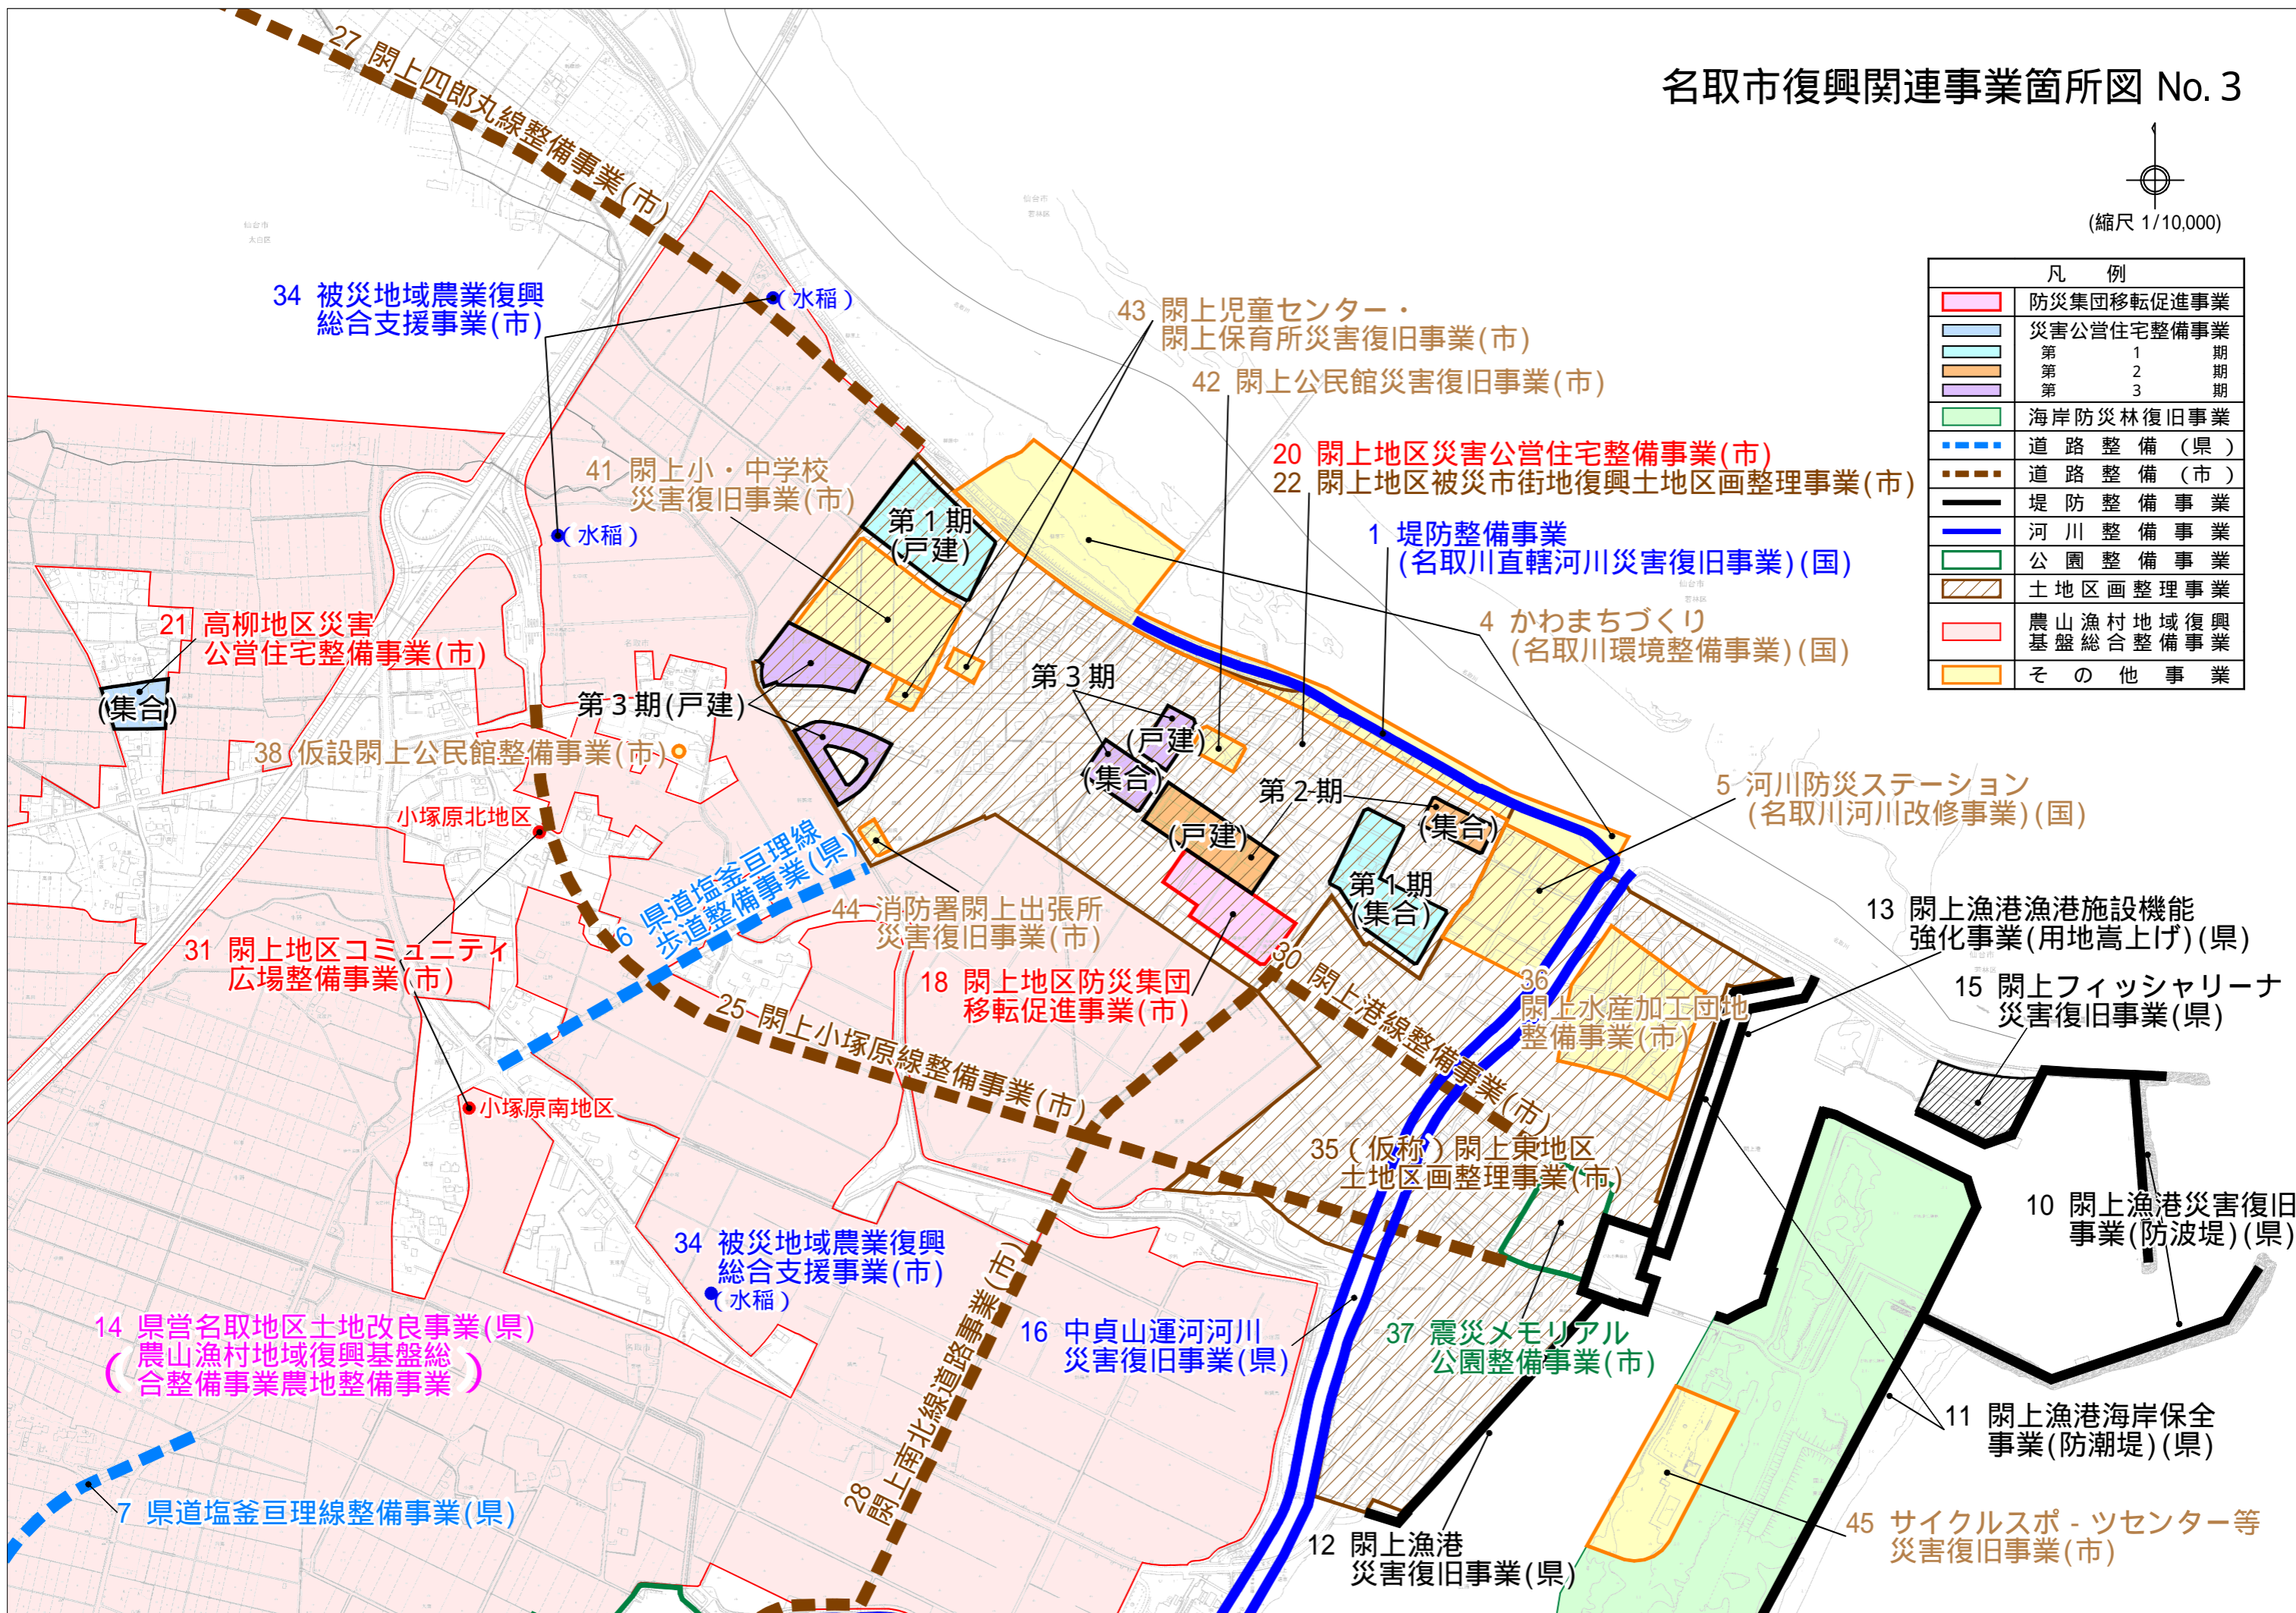 名取市復興関連事業箇所図 No. 3
(縮尺 1/10,000)
凡 例
防災集団移転促進事業
災害公営住宅整備事業
第 1 期
第 2 期
第 3 期
海岸防災林復旧事業
道路整備(県)
道路整備(市)
堤防整備事業
河川整備事業
公園整備事業
土地区画整理事業
農山漁村地域復興
基盤総合整備事業
その他事業
27 閖上四郎丸線整備事業(市)
仙台市
太白区
仙台市
若林区
34 被災地域農業復興
総合支援事業(市)
(水稲)
(水稲)
43 閖上児童センター・
閖上保育所災害復旧事業(市)
42 閖上公民館災害復旧事業(市)
20 閖上地区災害公営住宅整備事業(市)
22 閖上地区被災市街地復興土地区画整理事業(市)
41 閖上小・中学校
災害復旧事業(市)
第1期
(戸建)
1 堤防整備事業
(名取川直轄河川災害復旧事業)(国)
仙台市
若林区
4 かわまちづくり
(名取川環境整備事業)(国)
21 高柳地区災害
公営住宅整備事業(市)
(集合)
名取市
第3期(戸建)
第3期
(戸建)
(集合)
38 仮設閖上公民館整備事業(市)
第2期
(戸建)
(集合)
5 河川防災ステーション
(名取川河川改修事業)(国)
小塚原北地区
6 県道塩釜亘理線
歩道整備事業(県)
44 消防署閖上出張所
災害復旧事業(市)
第1期
(集合)
13 閖上漁港漁港施設機能
強化事業(用地嵩上げ)(県)
仙台市
若林区
31 閖上地区コミュニティ
広場整備事業(市)
18 閖上地区防災集団
移転促進事業(市)
30 閖上港線整備事業(市)
36
閖上水産加工団地
整備事業(市)
15 閖上フィッシャリーナ
災害復旧事業(県)
25 閖上小塚原線整備事業(市)
小塚原南地区
35(仮称)閖上東地区
土地区画整理事業(市)
10 閖上漁港災害復旧
事業(防波堤)(県)
34 被災地域農業復興
総合支援事業(市)
(水稲)
14 県営名取地区土地改良事業(県)
(農山漁村地域復興基盤総
合整備事業農地整備事業)
名取市
28 閖上南北線道路事業(市)
16 中貞山運河河川
災害復旧事業(県)
37 震災メモリアル
公園整備事業(市)
11 閖上漁港海岸保全
事業(防潮堤)(県)
7 県道塩釜亘理線整備事業(県)
12 閖上漁港
災害復旧事業(県)
45 サイクルスポ-ツセンター等
災害復旧事業(市)